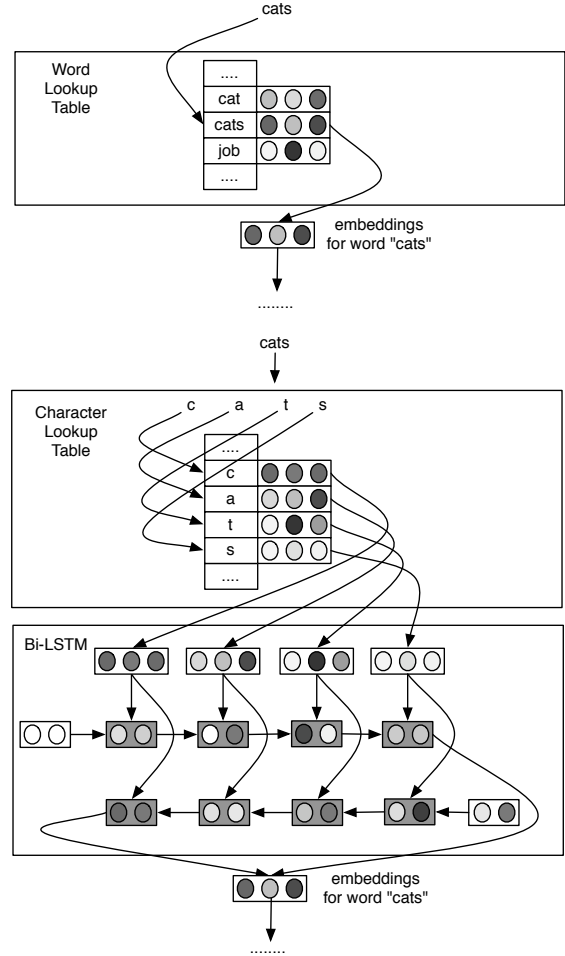 cats
Word
Lookup
Table
....
cat
cats
job
....
embeddings
for word "cats"
........
cats
Character
Lookup
Table
c a t s
....
c
a
t
s
....
Bi-LSTM
embeddings
for word "cats"
........